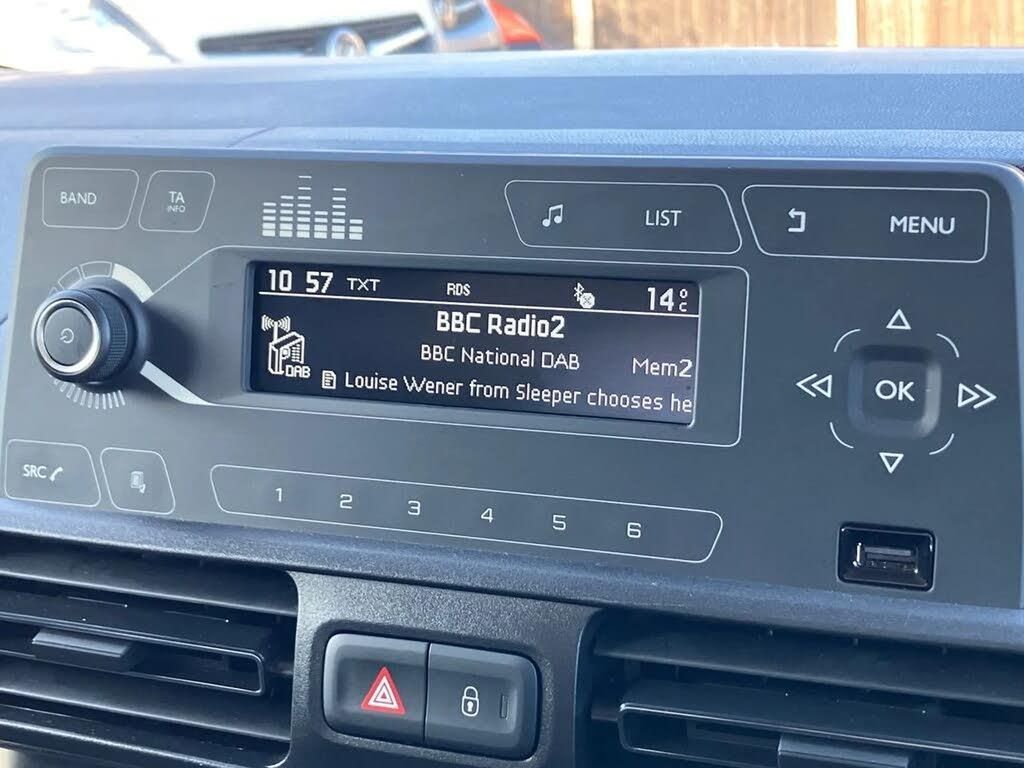 BAND
TA
INFO
LIST
MENU
10 57 TXT RDS 14°C
BBC Radio2
BBC National DAB Mem2
DAB
Louise Wener from Sleeper chooses he
OK
SRC
1 2 3 4 5 6